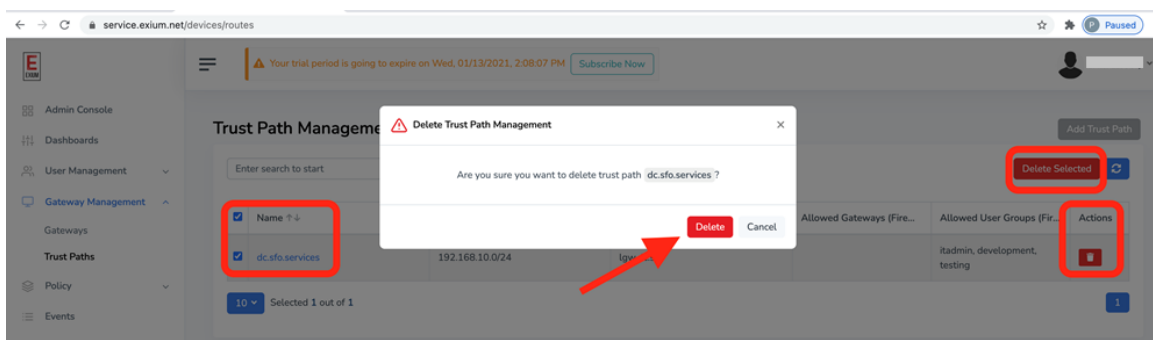 service.exium.net/devices/routes
P Paused
E
EXIUM
Your trial period is going to expire on Wed, 01/13/2021, 2:08:07 PM Subscribe Now
Admin Console
Dashboards
User Management
Gateway Management
Gateways
Trust Paths
Policy
Events
Trust Path Manageme
Add Trust Path
Enter search to start
Delete Selected
Name ↑↓
Allowed Gateways (Fire...
Allowed User Groups (Fir...
Actions
dc.sfo.services
192.168.10.0/24
itadmin, development,
testing
10 Selected 1 out of 1
1
Delete Trust Path Management
Are you sure you want to delete trust path dc.sfo.services ?
Delete
Cancel